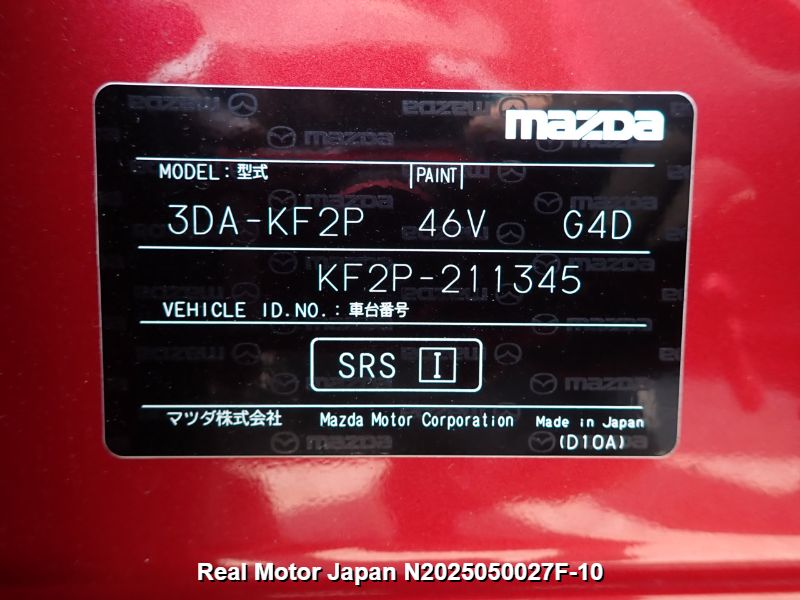 mazda
MODEL：型式 PAINT
3DA-KF2P 46V G4D
KF2P-211345
VEHICLE ID.NO.：車台番号
SRS I
マツダ株式会社 Mazda Motor Corporation Made in Japan
(D10A)
Real Motor Japan N2025050027F-10